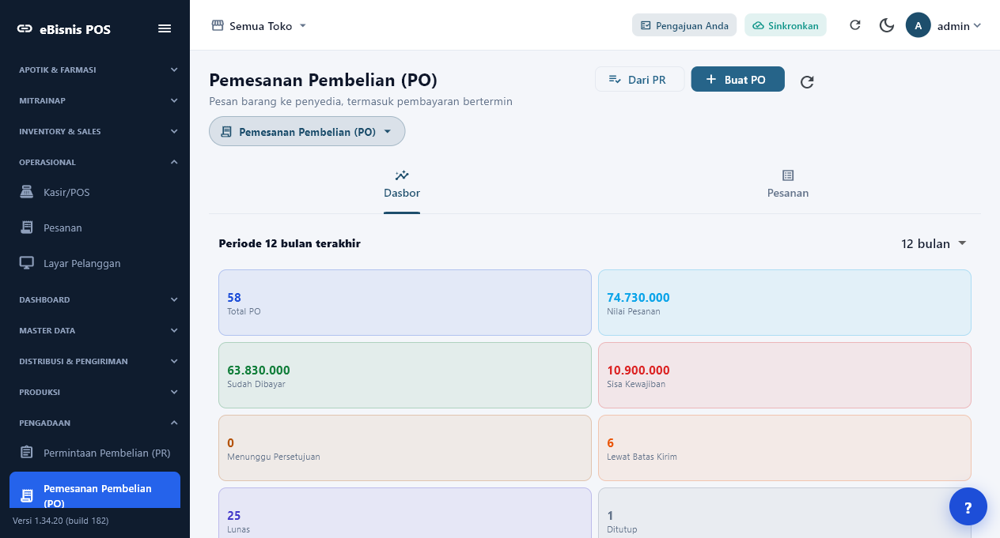 eBisnis POS
Semua Toko
Pengajuan Anda
Sinkronkan
A
admin
APOTIK & FARMASI
MITRAINAP
INVENTORY & SALES
OPERASIONAL
Kasir/POS
Pesanan
Layar Pelanggan
DASHBOARD
MASTER DATA
DISTRIBUSI & PENGIRIMAN
PRODUKSI
PENGADAAN
Permintaan Pembelian (PR)
Pemesanan Pembelian
(PO)
Versi 1.34.20 (build 182)
Pemesanan Pembelian (PO)
Pesan barang ke penyedia, termasuk pembayaran bertermin
Dari PR
Buat PO
Pemesanan Pembelian (PO)
Dasbor
Pesanan
Periode 12 bulan terakhir
12 bulan
58
Total PO
74.730.000
Nilai Pesanan
63.830.000
Sudah Dibayar
10.900.000
Sisa Kewajiban
0
Menunggu Persetujuan
6
Lewat Batas Kirim
25
Lunas
1
Ditutup
?